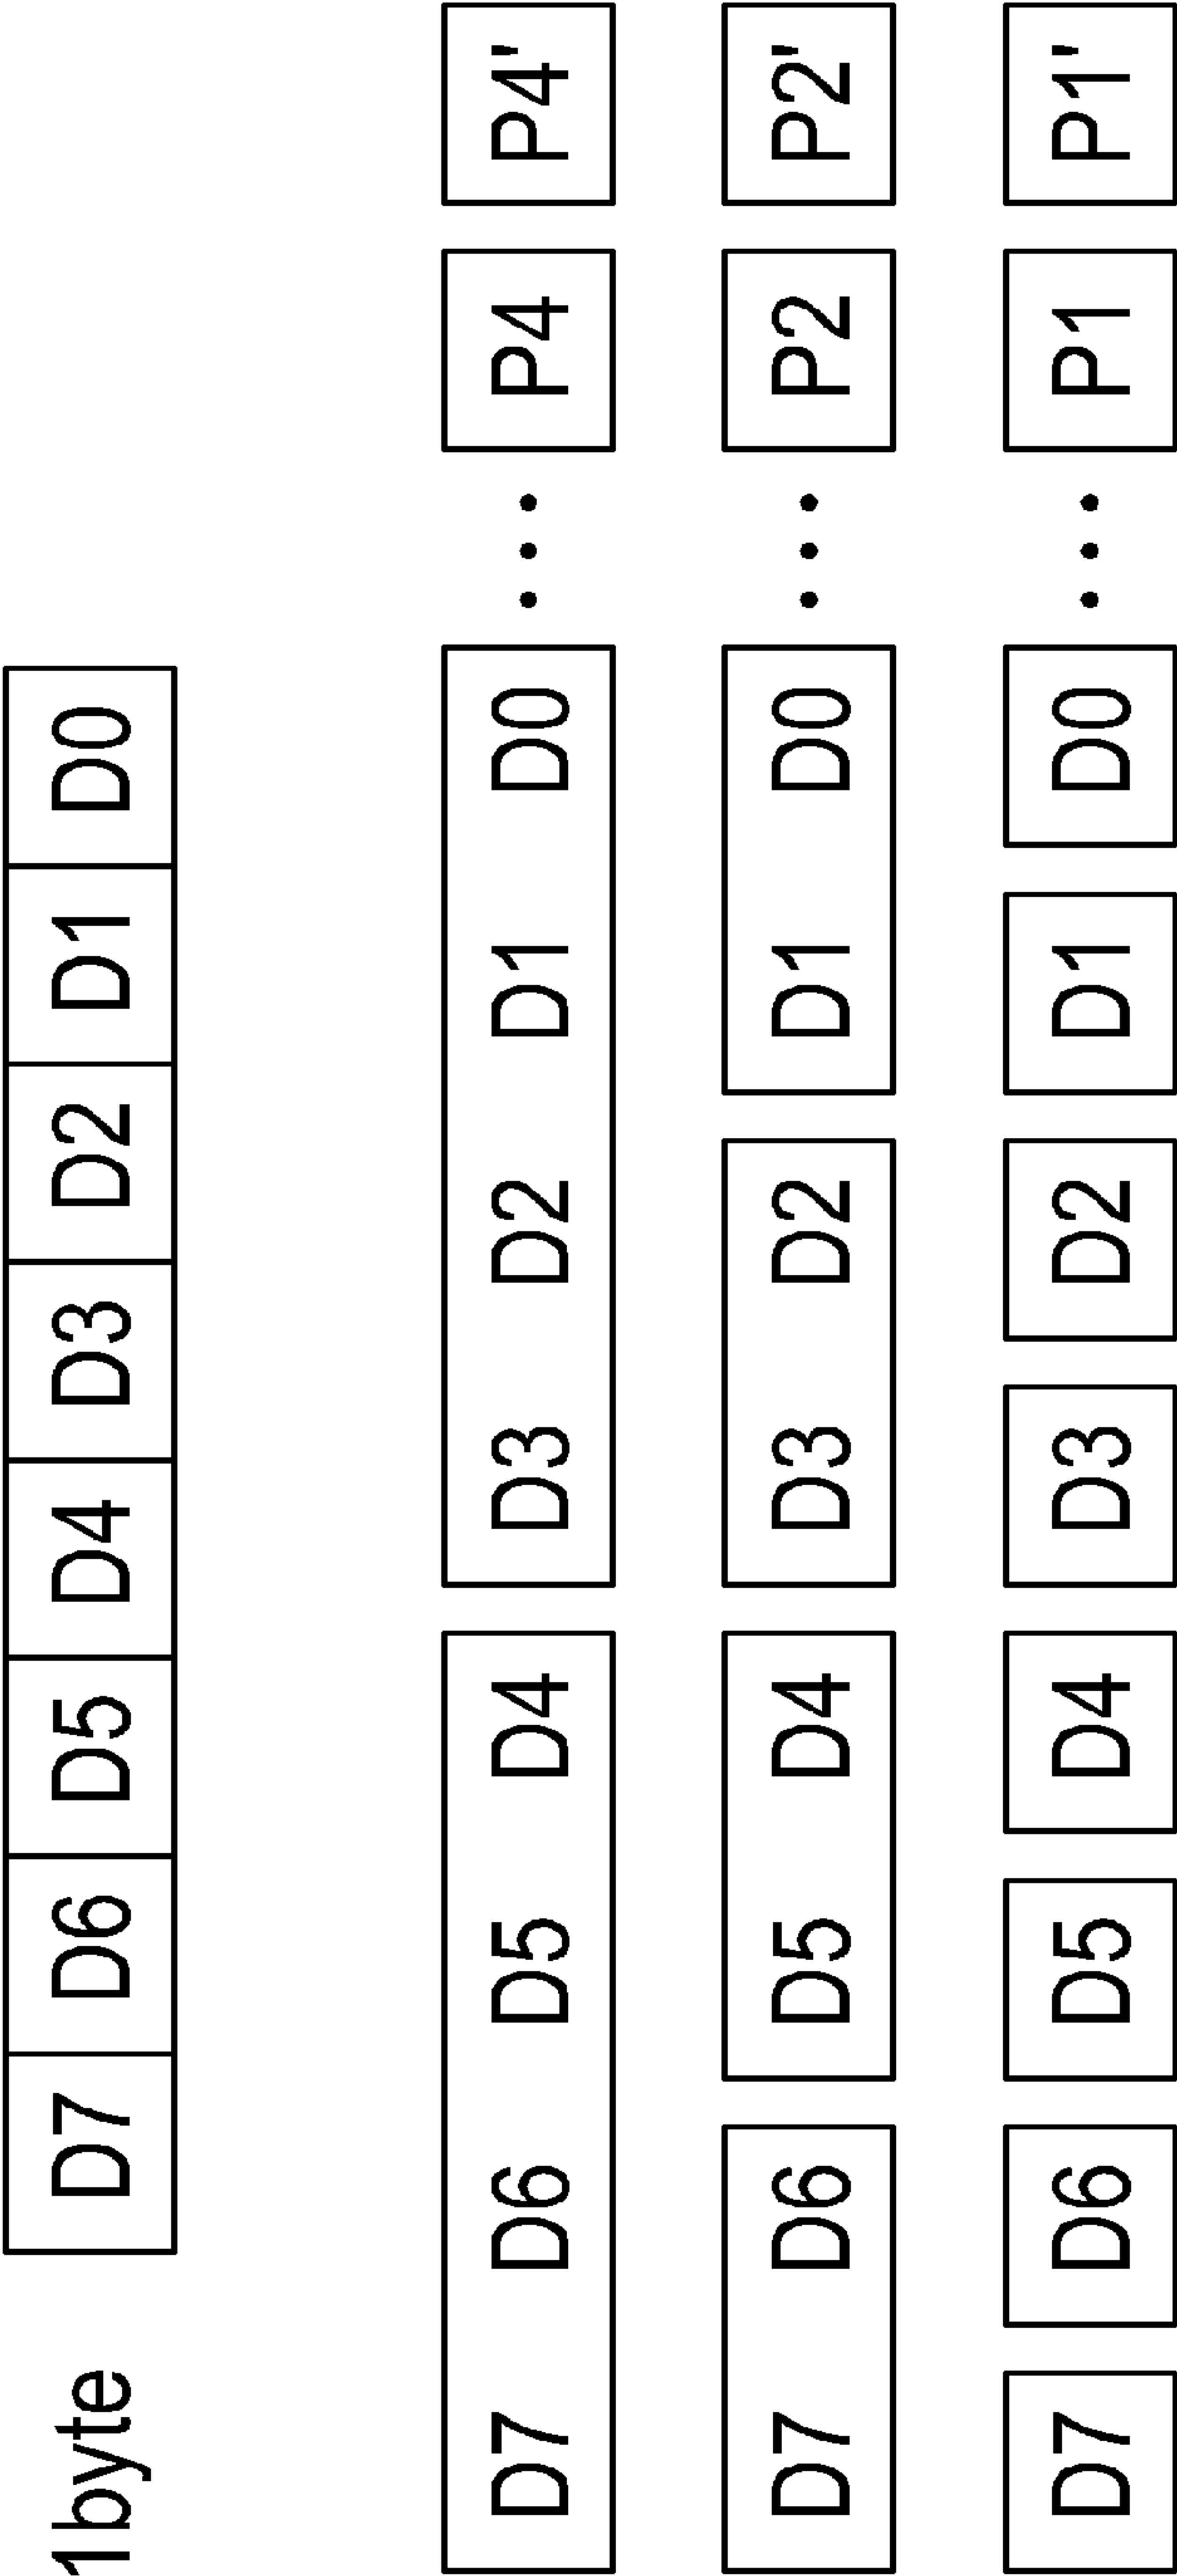 1byte D7 D6 D5 D4 D3 D2 D1 D0
D7 D6 D5 D4 D3 D2 D1 D0 ... P4 P4'
D7 D6 D5 D4 D3 D2 D1 D0 ... P2 P2'
D7 D6 D5 D4 D3 D2 D1 D0 ... P1 P1'